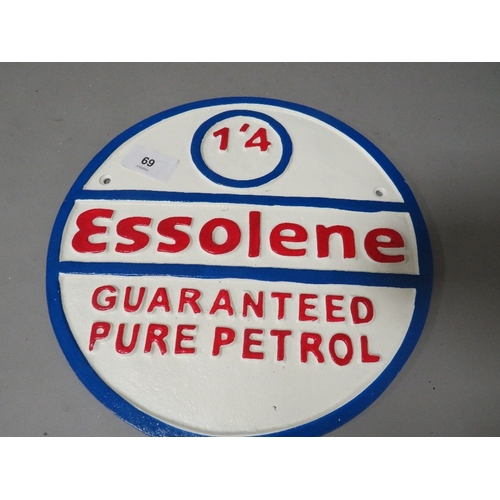 1'4
69
Essolene
GUARANTEED
PURE PETROL